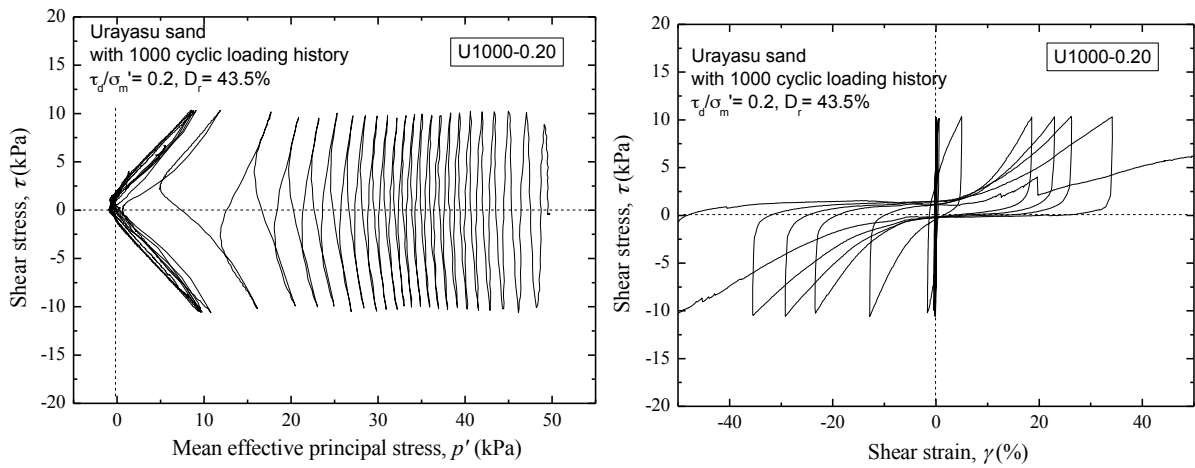 20
15
10
5
0
-5
-10
-15
-20
Shear stress, τ (kPa)
Urayasu sand
with 1000 cyclic loading history
τd/σm'= 0.2, Dr= 43.5%
U1000-0.20
0 10 20 30 40 50
Mean effective principal stress, p' (kPa)
20
15
10
5
0
-5
-10
-15
-20
Shear stress, τ (kPa)
Urayasu sand
with 1000 cyclic loading history
τd/σm'= 0.2, Dr= 43.5%
U1000-0.20
-40 -20 0 20 40
Shear strain, γ (%)